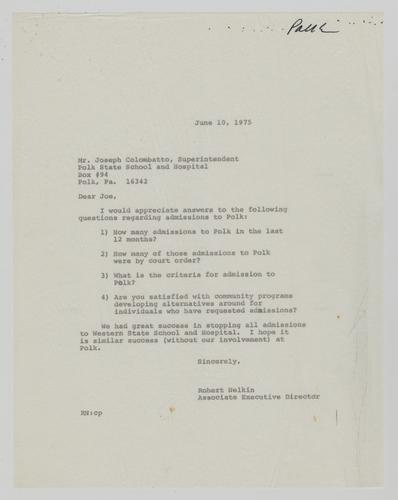 Polk
June 10, 1975
Mr. Joseph Colombatto, Superintendent
Polk State School and Hospital
Box #94
Polk, Pa. 16342
Dear Joe,
I would appreciate answers to the following
questions regarding admissions to Polk:
1) How many admissions to Polk in the last
12 months?
2) How many of those admissions to Polk
were by court order?
3) What is the criteria for admission to
Polk?
4) Are you satisfied with community programs
developing alternatives around for
individuals who have requested admissions?
We had great success in stopping all admissions
to Western State School and Hospital. I hope it
is similar success (without our involvement) at
Polk.
Sincerely,
Robert Nelkin
Associate Executive Director
RN:cp